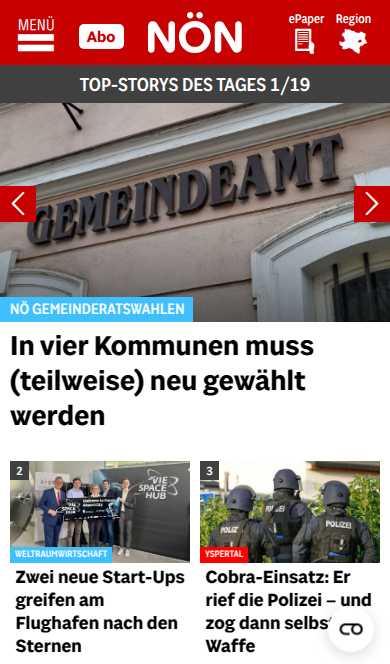 MENÜ
Abo
NÖN
ePaper
Region
TOP-STORYS DES TAGES 1/19
GEMEINDEAMT
NÖ GEMEINDERATSWAHLEN
In vier Kommunen muss
(teilweise) neu gewählt
werden
2
VIE
SPACE
HUB
WELTRAUMWIRTSCHAFT
Zwei neue Start-Ups
greifen am
Flughafen nach den
Sternen
3
POLIZEI
POLIZEI
YSPERTAL
Cobra-Einsatz: Er
rief die Polizei – und
zog dann selbst
Waffe